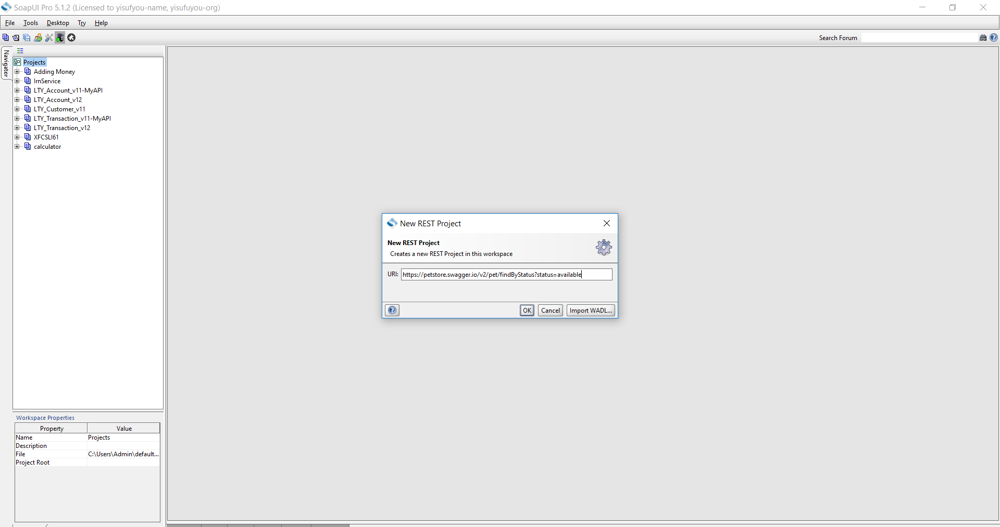 SoapUI Pro 5.1.2 (Licensed to yisufyou-name, yisufuyou-org)
File Tools Desktop Try Help
Search Forum
Navigator
Projects
Adding Money
IrnService
LTY_Account_v11-MyAPI
LTY_Account_v12
LTY_Customer_v11
LTY_Transaction_v11-MyAPI
LTY_Transaction_v12
XFCSLI61
calculator
New REST Project
New REST Project
Creates a new REST Project in this workspace
URI: https://petstore.swagger.io/v2/pet/findByStatus?status=available
OK Cancel Import WADL...
Workspace Properties
Property Value
Name Projects
Description
File C:\Users\Admin\default...
Project Root